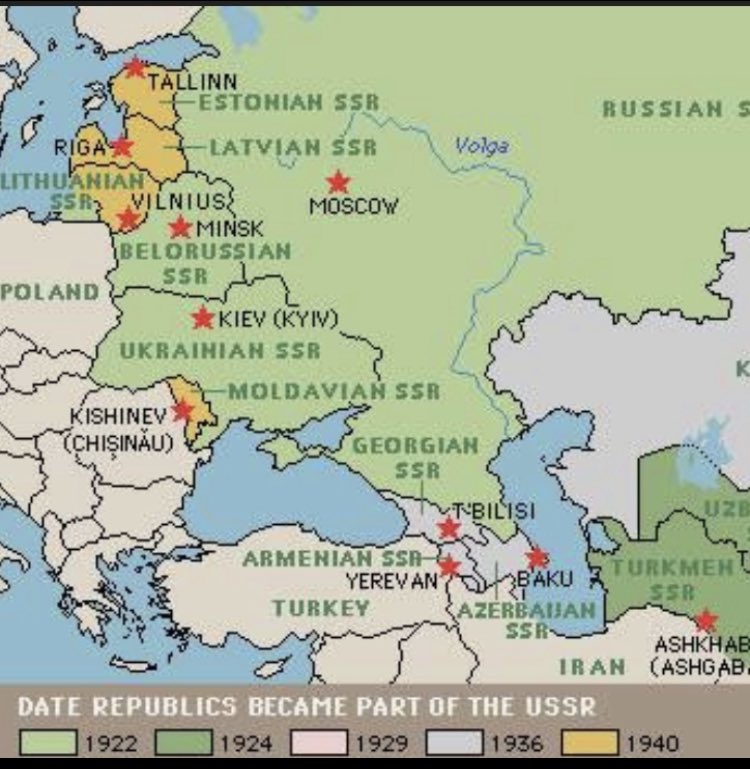 TALLINN
ESTONIAN SSR
RUSSIAN S
RIGA
LATVIAN SSR
Volga
LITHUANIAN
SSR
VILNIUS
MOSCOW
MINSK
BELORUSSIAN
SSR
POLAND
KIEV (KYIV)
UKRAINIAN SSR
K
MOLDAVIAN SSR
KISHINEV
(CHIȘINĂU)
GEORGIAN
SSR
T'BILISI
UZB
ARMENIAN SSR
YEREVAN
BAKU
TURKMEH
SSR
TURKEY
AZERBAIJAN
SSR
ASHKHAB
(ASHGABA
IRAN
DATE REPUBLICS BECAME PART OF THE USSR
1922 1924 1929 1936 1940